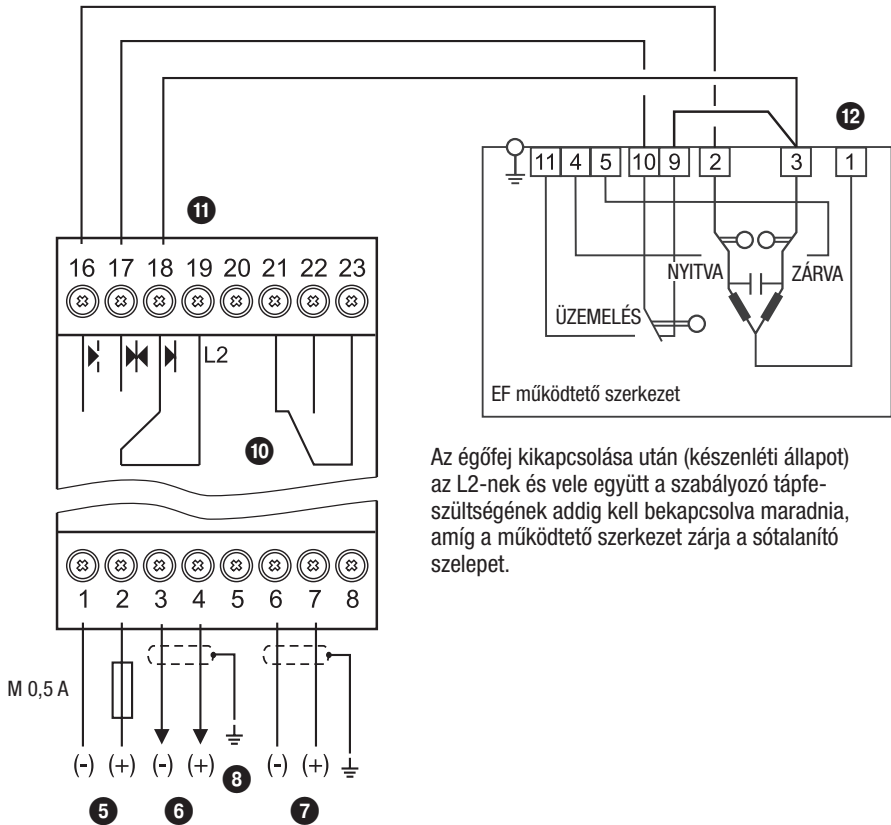 12
11 4 5 10 9 2 3 1
11
16 17 18 19 20 21 22 23
NYITVA ZÁRVA
ÜZEMELÉS
L2
EF működtető szerkezet
10
Az égőfej kikapcsolása után (készenléti állapot)
az L2-nek és vele együtt a szabályozó tápfe-
szültségének addig kell bekapcsolva maradnia,
amíg a működtető szerkezet zárja a sótalanító
szelepet.
1 2 3 4 5 6 7 8
M 0,5 A
(-) (+) (-) (+) 8 (-) (+)
5 6 7